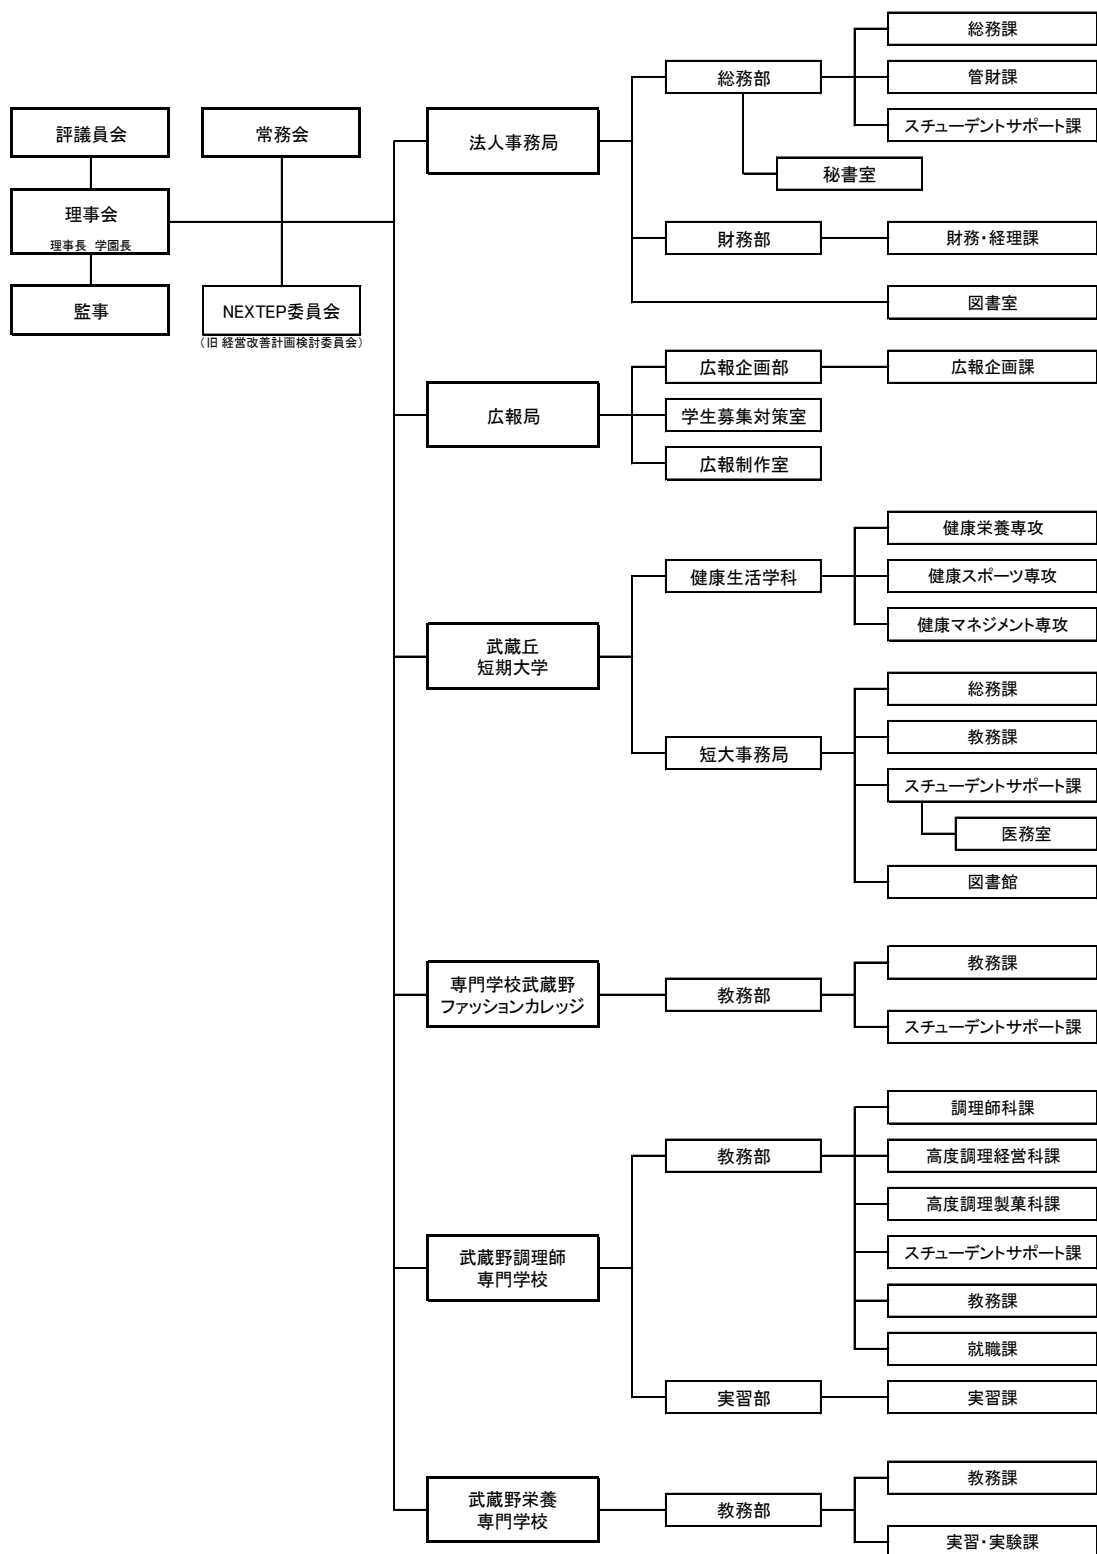 評議員会
理事会
理事長 学園長
監事
常務会
NEXTEP委員会
（旧 経営改善計画検討委員会）
法人事務局
総務部
総務課
管財課
スチューデントサポート課
秘書室
財務部
財務・経理課
図書室
広報局
広報企画部
広報企画課
学生募集対策室
広報制作室
武蔵丘
短期大学
健康生活学科
健康栄養専攻
健康スポーツ専攻
健康マネジメント専攻
短大事務局
総務課
教務課
スチューデントサポート課
医務室
図書館
専門学校武蔵野
ファッションカレッジ
教務部
教務課
スチューデントサポート課
武蔵野調理師
専門学校
教務部
調理師科課
高度調理経営科課
高度調理製菓科課
スチューデントサポート課
教務課
就職課
実習部
実習課
武蔵野栄養
専門学校
教務部
教務課
実習・実験課